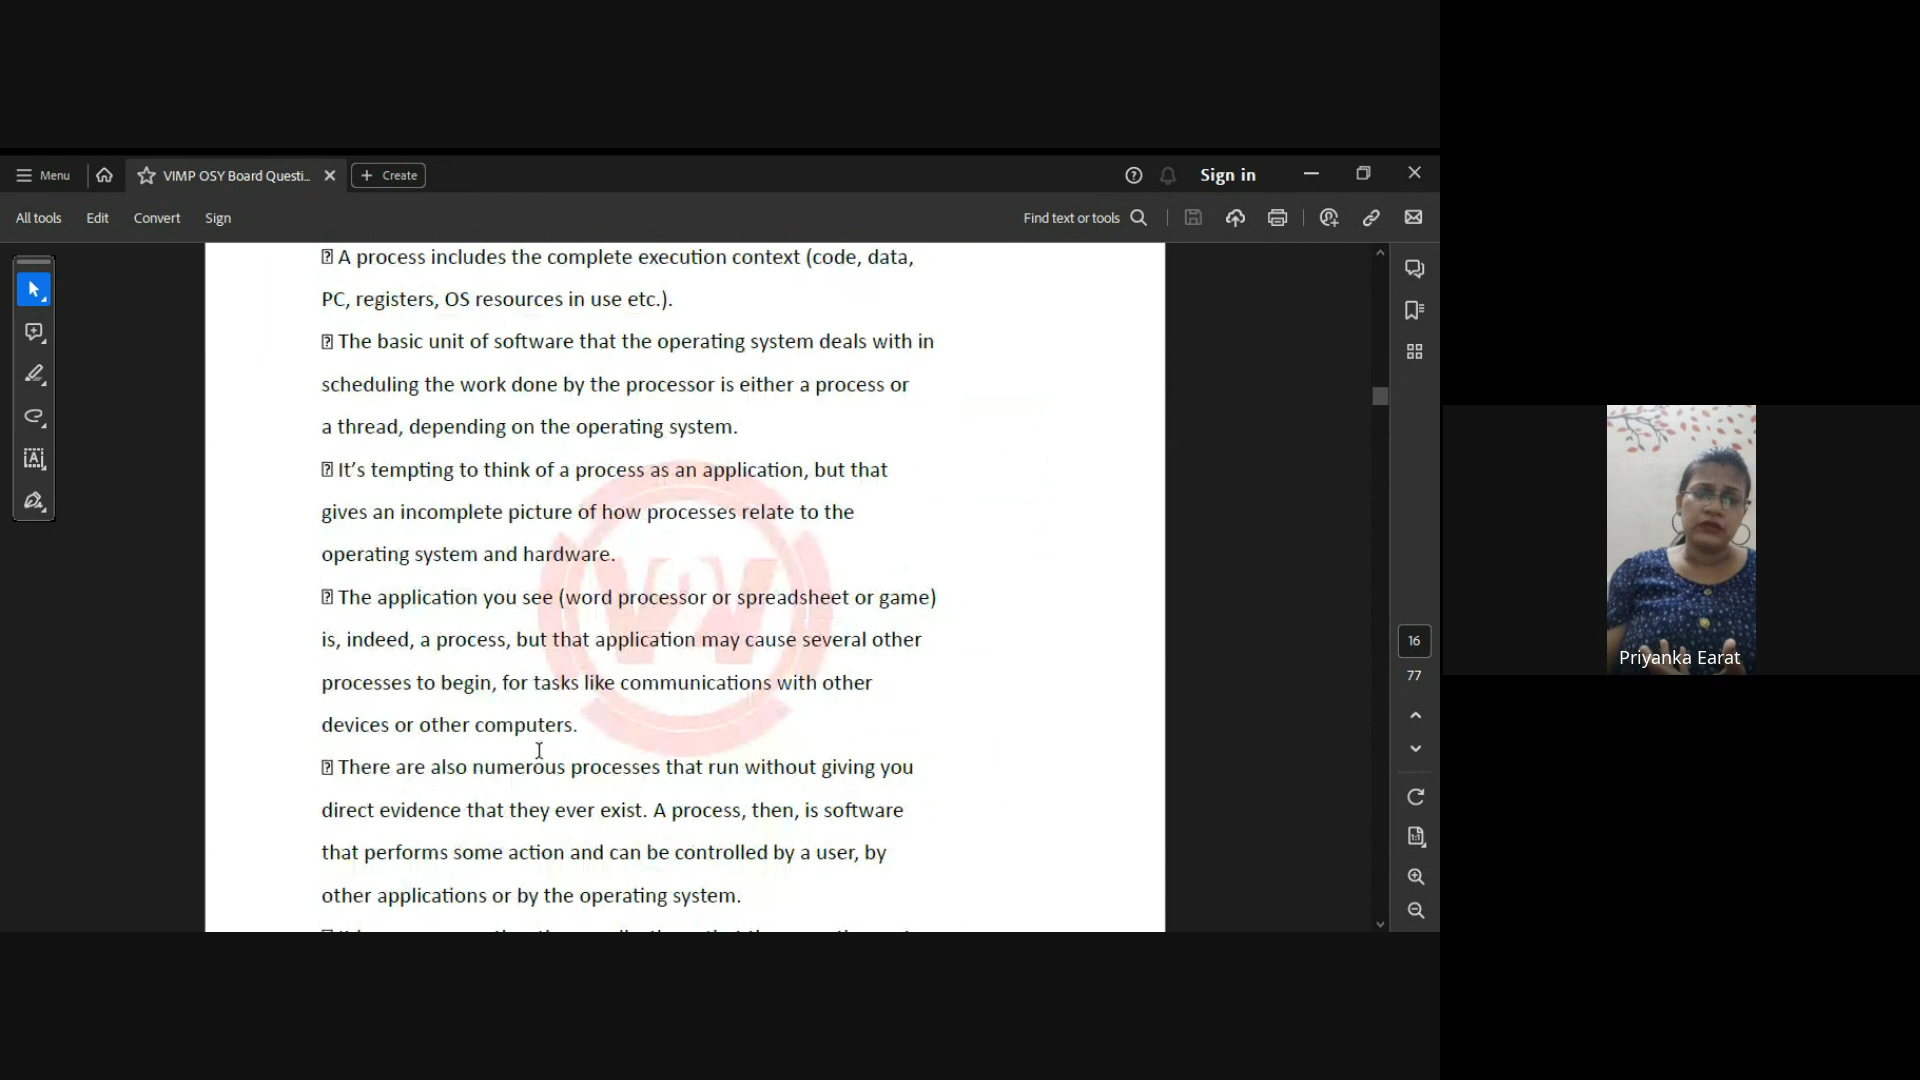 Menu
VIMP OSY Board Questi...
Create
Sign in
All tools
Edit
Convert
Sign
Find text or tools
A process includes the complete execution context (code, data,
PC, registers, OS resources in use etc.).
The basic unit of software that the operating system deals with in
scheduling the work done by the processor is either a process or
a thread, depending on the operating system.
It’s tempting to think of a process as an application, but that
gives an incomplete picture of how processes relate to the
operating system and hardware.
The application you see (word processor or spreadsheet or game)
is, indeed, a process, but that application may cause several other
processes to begin, for tasks like communications with other
devices or other computers.
There are also numerous processes that run without giving you
direct evidence that they ever exist. A process, then, is software
that performs some action and can be controlled by a user, by
other applications or by the operating system.
16
77
Priyanka Earat
V2V